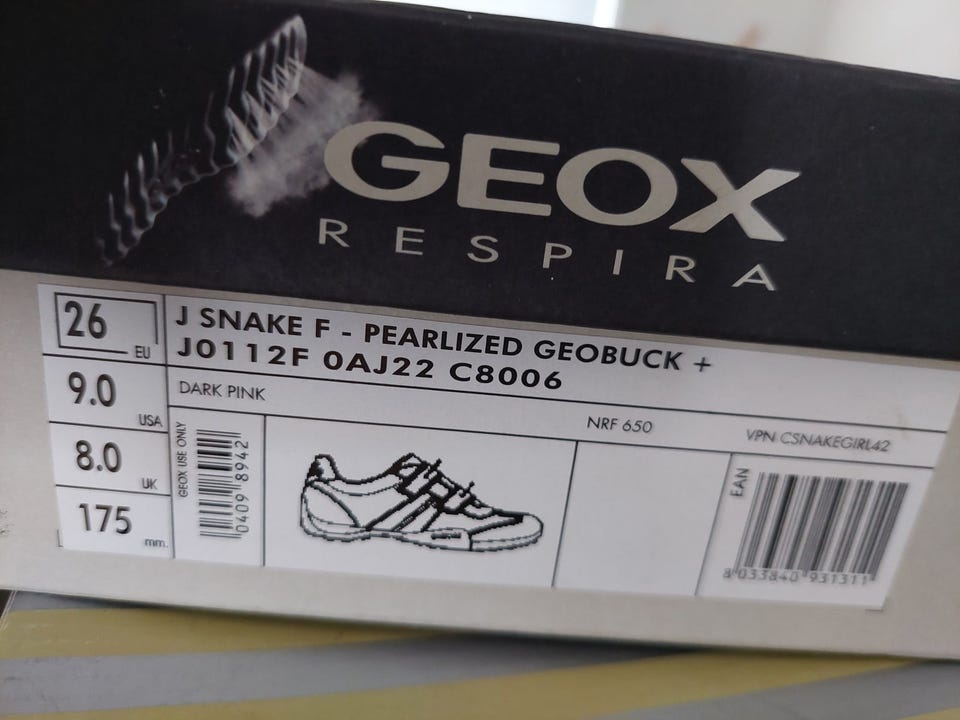 GEOX
RESPIRA
26 EU
9.0 USA
8.0 UK
175 mm
J SNAKE F - PEARLIZED GEOBUCK +
J0112F 0AJ22 C8006
DARK PINK
NRF 650
VPN CSNAKEGIRL42
GEOX USE ONLY
0409 8942
EAN
8 033840 931311